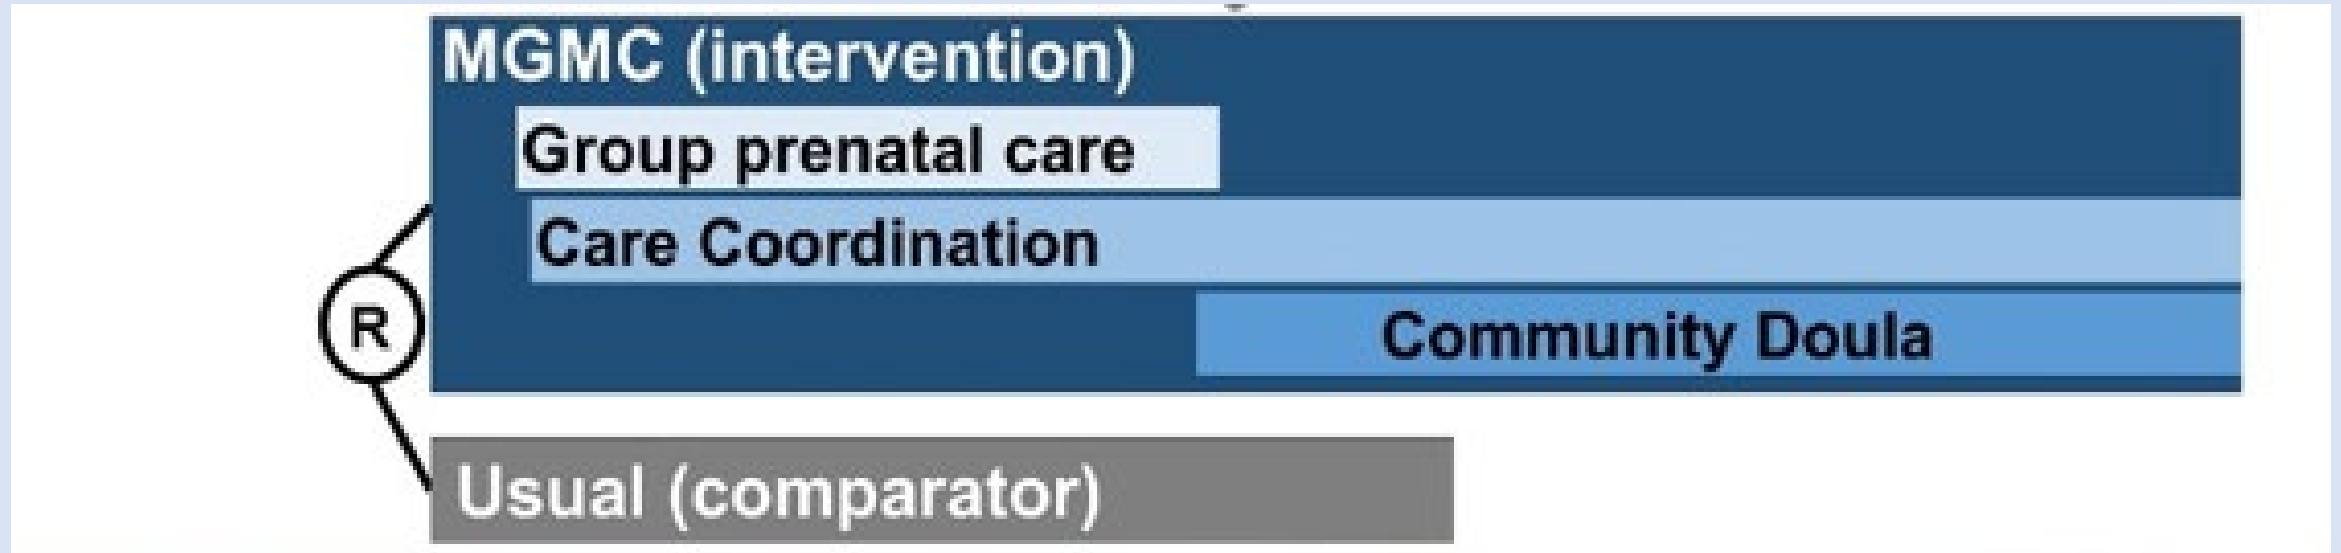 MGMC (intervention)
Group prenatal care
Care Coordination
R
Community Doula
Usual (comparator)